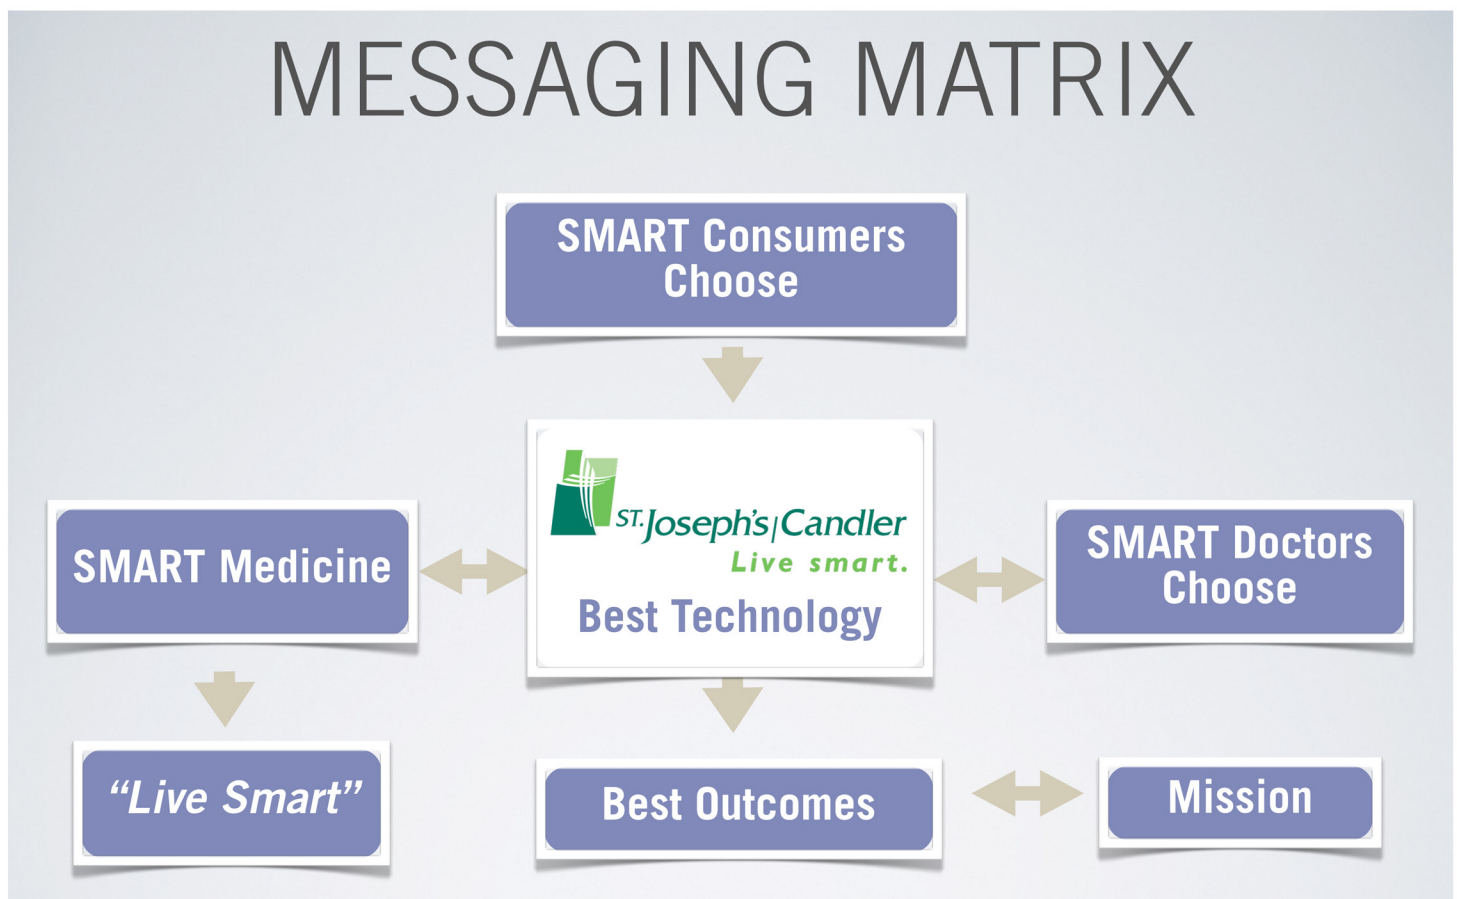 MESSAGING MATRIX
SMART Consumers
Choose
ST. Joseph's/Candler
Live smart.
Best Technology
SMART Medicine
SMART Doctors
Choose
“Live Smart”
Best Outcomes
Mission